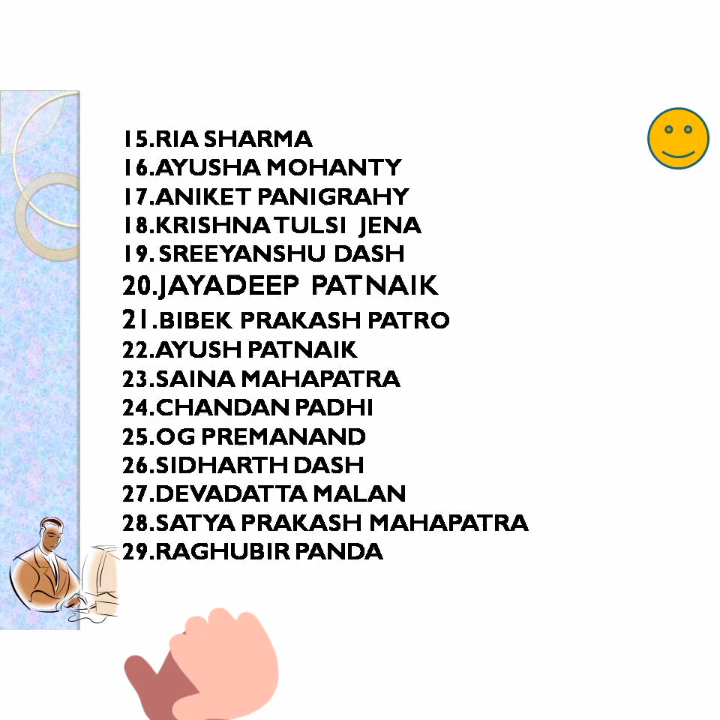 15.RIA SHARMA
16.AYUSHA MOHANTY
17.ANIKET PANIGRAHY
18.KRISHNA TULSI JENA
19. SREEYANSHU DASH
20.JAYADEEP PATNAIK
21.BIBEK PRAKASH PATRO
22.AYUSH PATNAIK
23.SAINA MAHAPATRA
24.CHANDAN PADHI
25.OG PREMANAND
26.SIDHARTH DASH
27.DEVADATTA MALAN
28.SATYA PRAKASH MAHAPATRA
29.RAGHUBIR PANDA